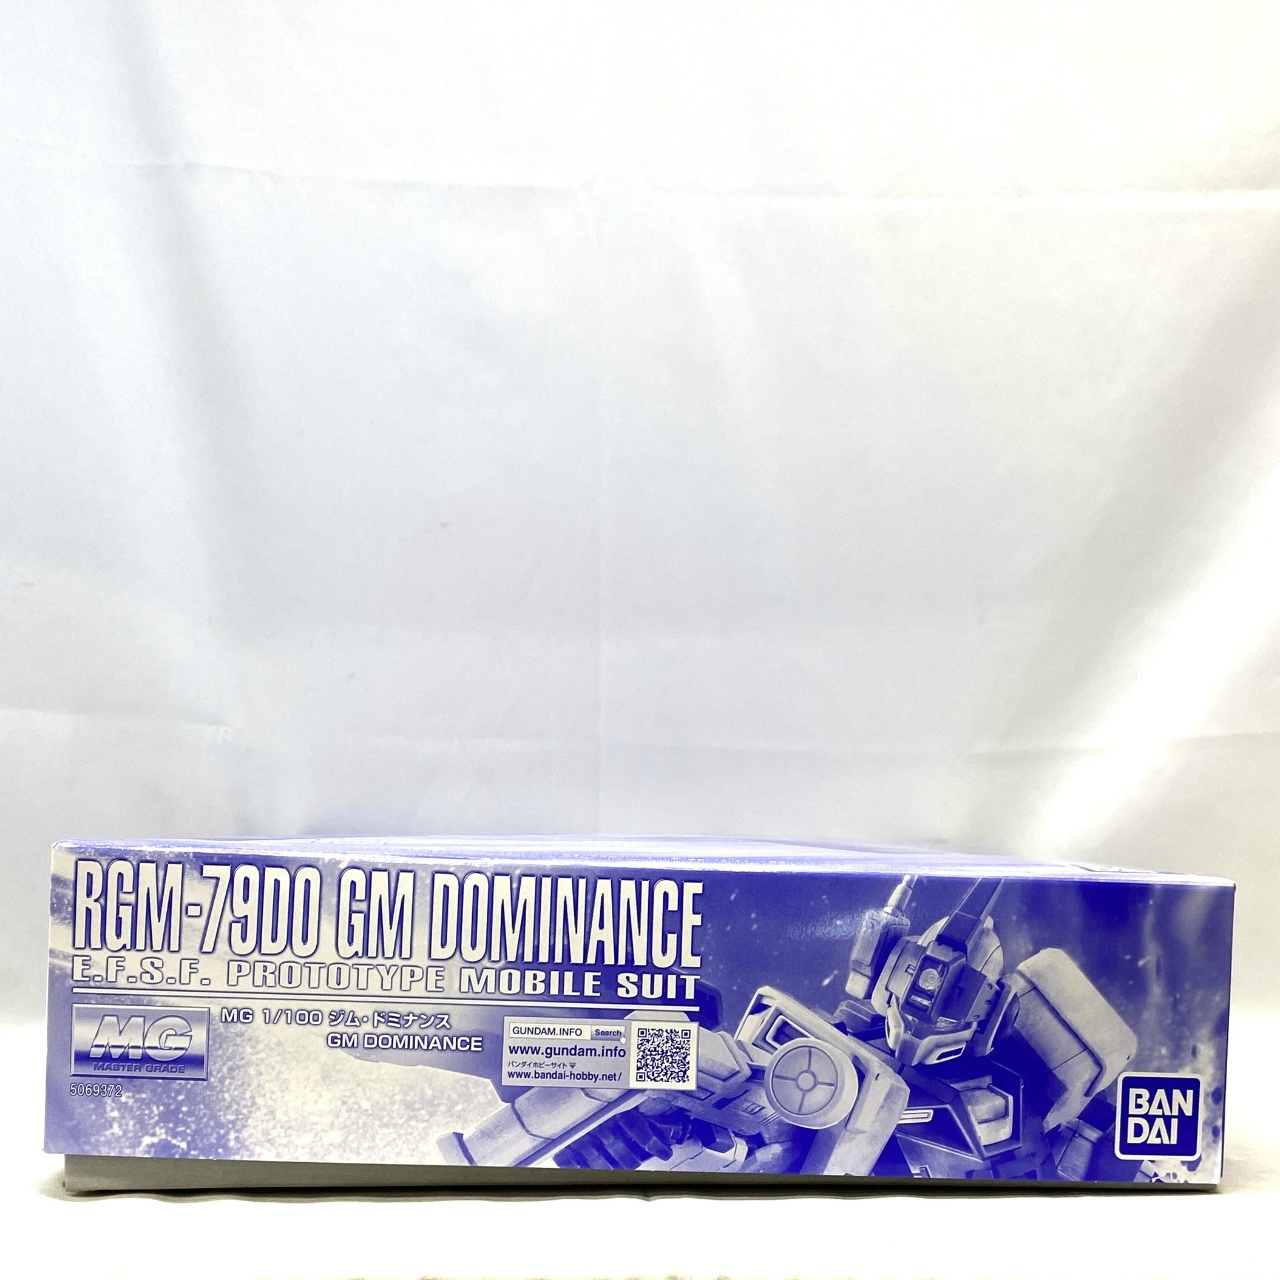 RGM-79DO GM DOMINANCE
E.F.S.F. PROTOTYPE MOBILE SUIT
MG
MASTER GRADE
MG 1/100 ジム・ドミナンス
GM DOMINANCE
5069372
GUNDAM.INFO Search
www.gundam.info
バンダイホビーサイト▼
www.bandai-hobby.net/
BAN
DAI